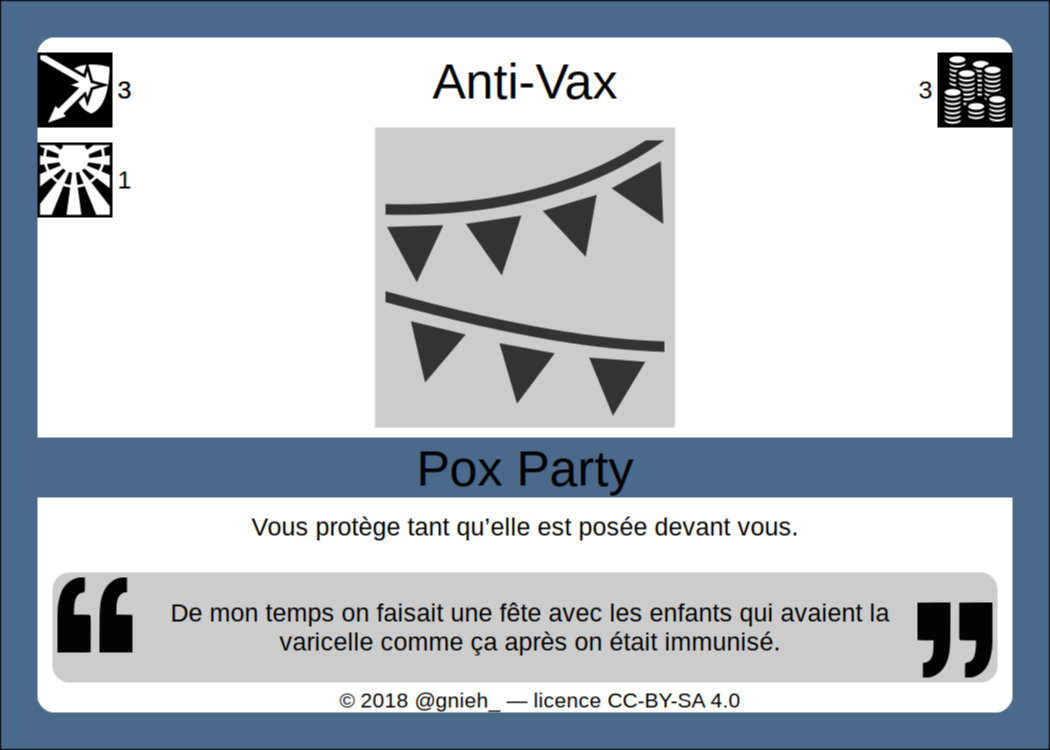 3
Anti-Vax
3
1
Pox Party
Vous protège tant qu’elle est posée devant vous.
De mon temps on faisait une fête avec les enfants qui avaient la
varicelle comme ça après on était immunisé.
© 2018 @gnieh_ — licence CC-BY-SA 4.0